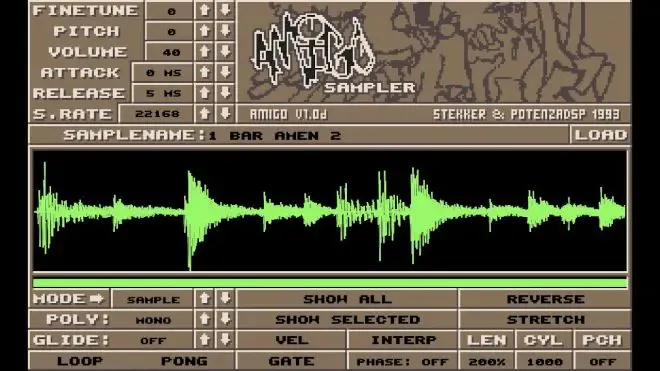 FINETUNE 0
PITCH 0
VOLUME 40
ATTACK 0 MS
RELEASE 5 MS
S.RATE 22168
AMIGO
SAMPLER
AMIGO V1.0d STEKKER & POTENZADSP 1993
SAMPLENAME:1 BAR AMEN 2 LOAD
MODE SAMPLE SHOW ALL REVERSE
POLY: MONO SHOW SELECTED STRETCH
GLIDE: OFF VEL INTERP LEN CYL PCH
LOOP PONG GATE PHASE: OFF 200% 1000 OFF